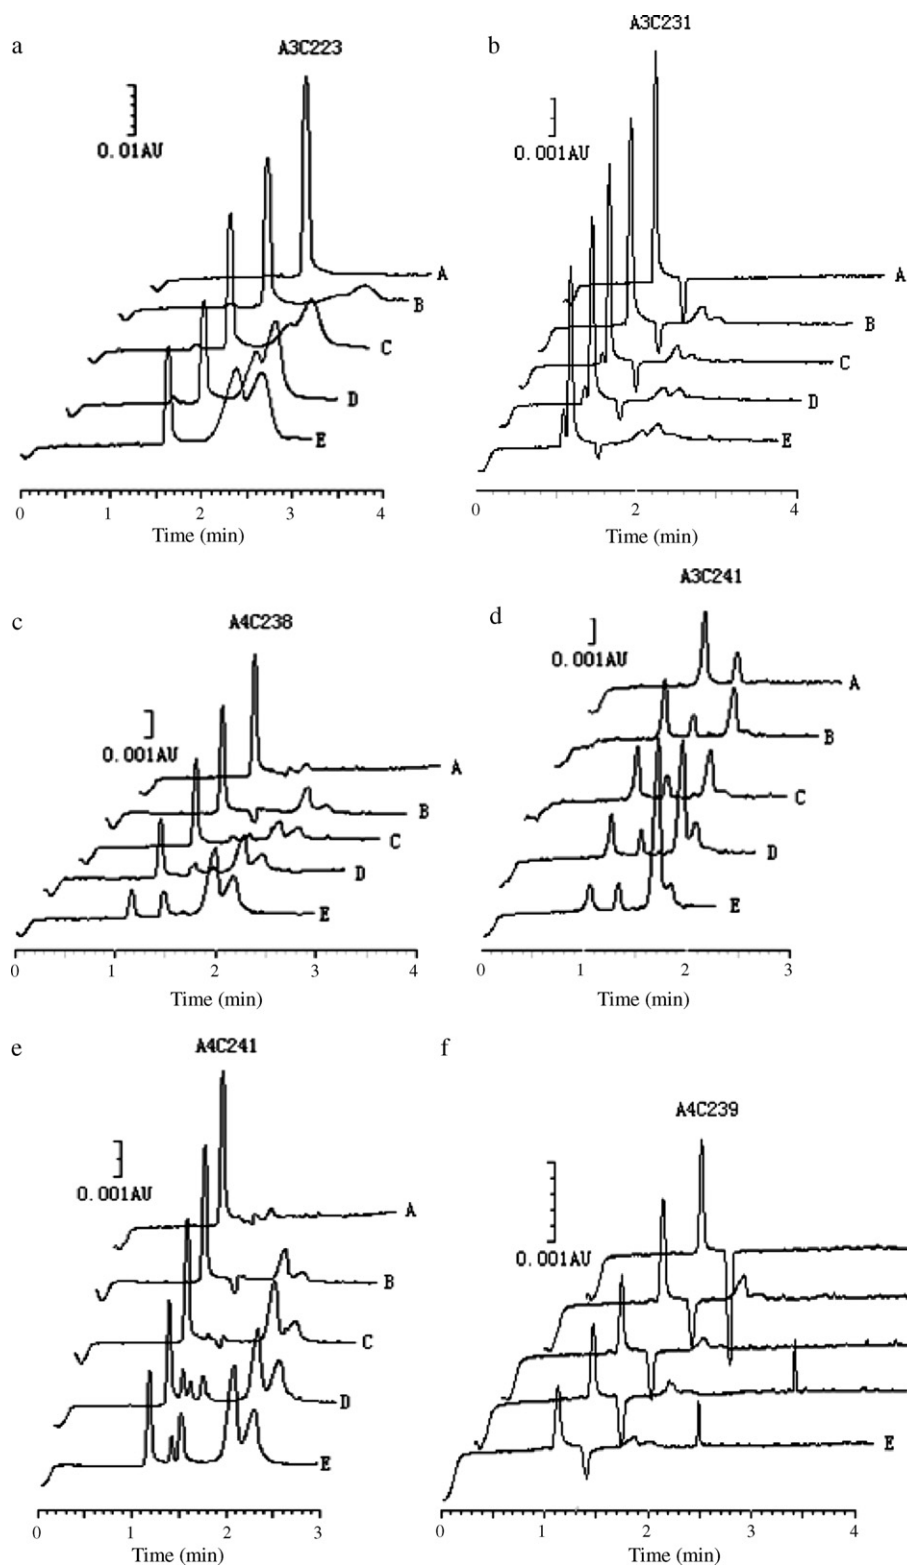 a
A3C223
0.01AU
A
B
C
D
E
0 1 2 3 4
Time (min)
b
A3C231
0.001AU
A
B
C
D
E
0 2 4
Time (min)
c
A4C238
0.001AU
A
B
C
D
E
0 1 2 3 4
Time (min)
d
A3C241
0.001AU
A
B
C
D
E
0 1 2 3
Time (min)
e
A4C241
0.001AU
A
B
C
D
E
0 1 2 3
Time (min)
f
A4C239
0.001AU
E
0 1 2 3 4
Time (min)